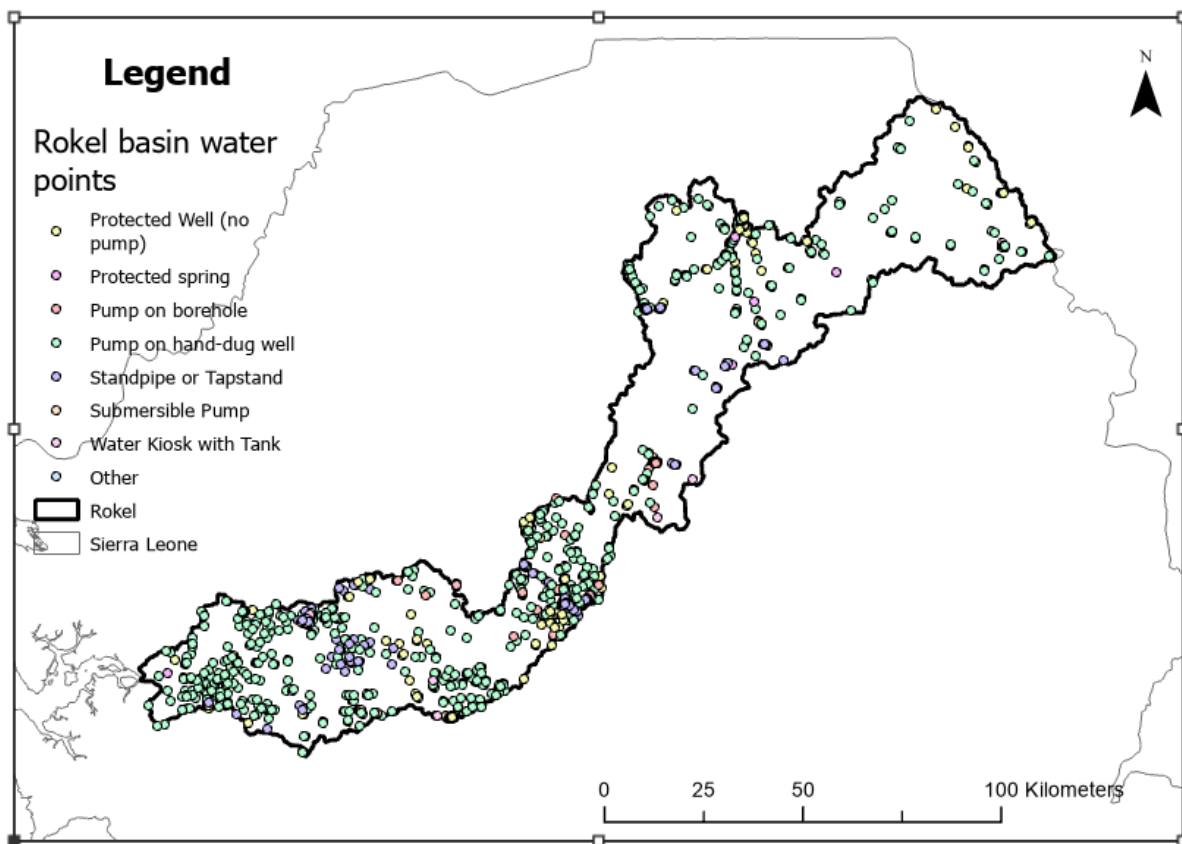 Legend
N
Rokel basin water
points
Protected Well (no
pump)
Protected spring
Pump on borehole
Pump on hand-dug well
Standpipe or Tapstand
Submersible Pump
Water Kiosk with Tank
Other
Rokel
Sierra Leone
0 25 50 100 Kilometers